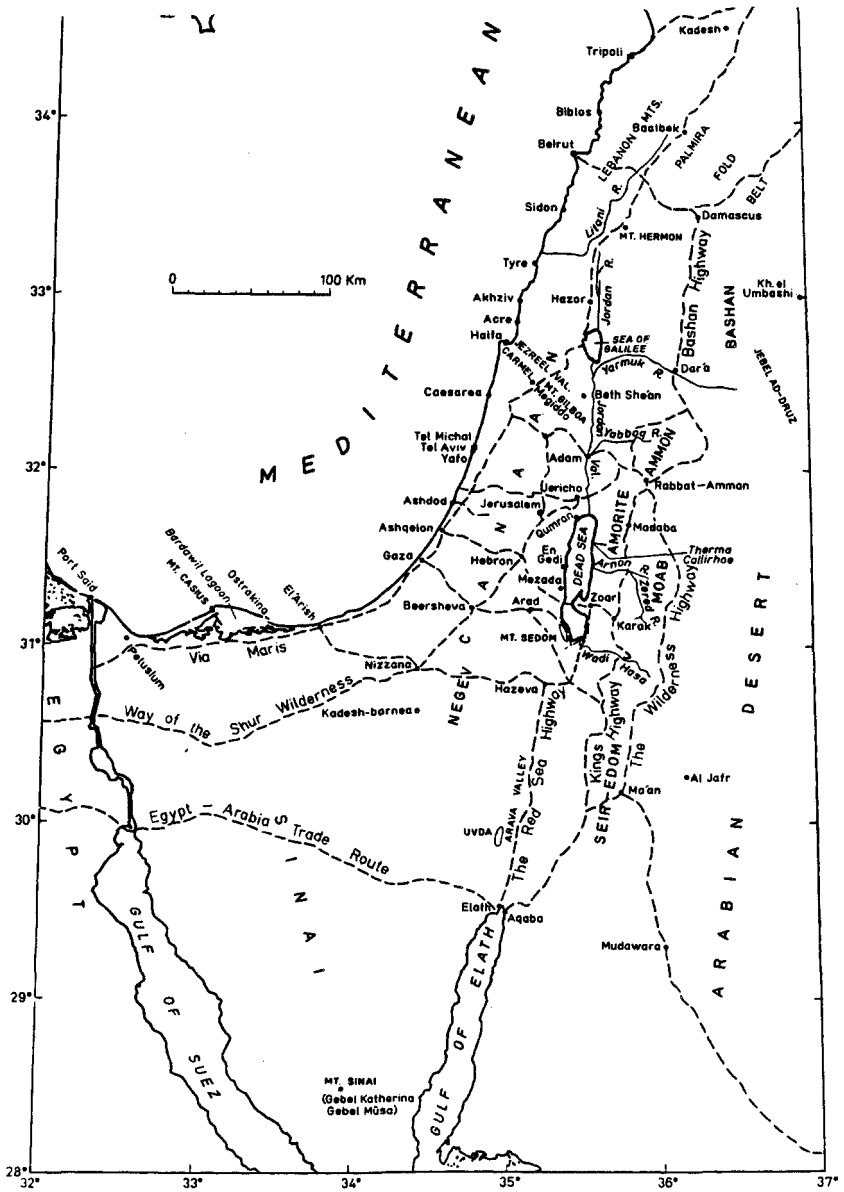 Kadesh
Tripoli
34°
Biblos
Beirut
LEBANON MTS.
Baalbek
PALMIRA
FOLD
BELT
MEDITERRANEAN
Sidon
Litani R.
Damascus
MT. HERMON
Tyre
0 100 Km
33°
Akhziv
Hazor
Jordan R.
Bashan Highway
BASHAN
Kh. el
Umbashi
Acre
Haifa
SEA OF
GALILEE
JEZREEL VAL.
CARMEL
MT. BILBOA
Megiddo
Yarmuk R.
Dar'a
JEBEL AD-DRUZ
Caesarea
Beth She'an
Jordan Val.
Tel Michal
Tel Aviv
Yafo
Yabboq R.
AMMON
32°
Adam
Rabbat-Amman
CANAAN
Jericho
Ashdod
Jerusalem
Qumran
AMORITE
Madaba
Ashqelon
Gaza
Hebron
En
Gedi
DEAD SEA
Arnon
Therma
Callirhoe
Port Said
Bardawil Lagoon
MT. CASIUS
Ostrakina
El'Arish
Mezada
MOAB
Zered R.
Beersheva
Arad
Zoar
Karak
31°
Pelusium
Via Maris
MT. SEDOM
Wadi Hasa
Nizzana
Way of the Shur Wilderness
NEGEV
Hazeva
Kadesh-barnea
The Wilderness Highway
Kings Highway
SEIR
EDOM
Al Jafr
Ma'an
ARABIAN DESERT
EGYPT
30°
Egypt - Arabia Trade Route
SINAI
UVDA
ARAVA VALLEY
The Red Sea Highway
Elath
Aqaba
Mudawara
29°
GULF OF SUEZ
GULF OF ELATH
MT. SINAI
(Gebel Katherina
Gebel Mûsa)
28°
32° 33° 34° 35° 36° 37°